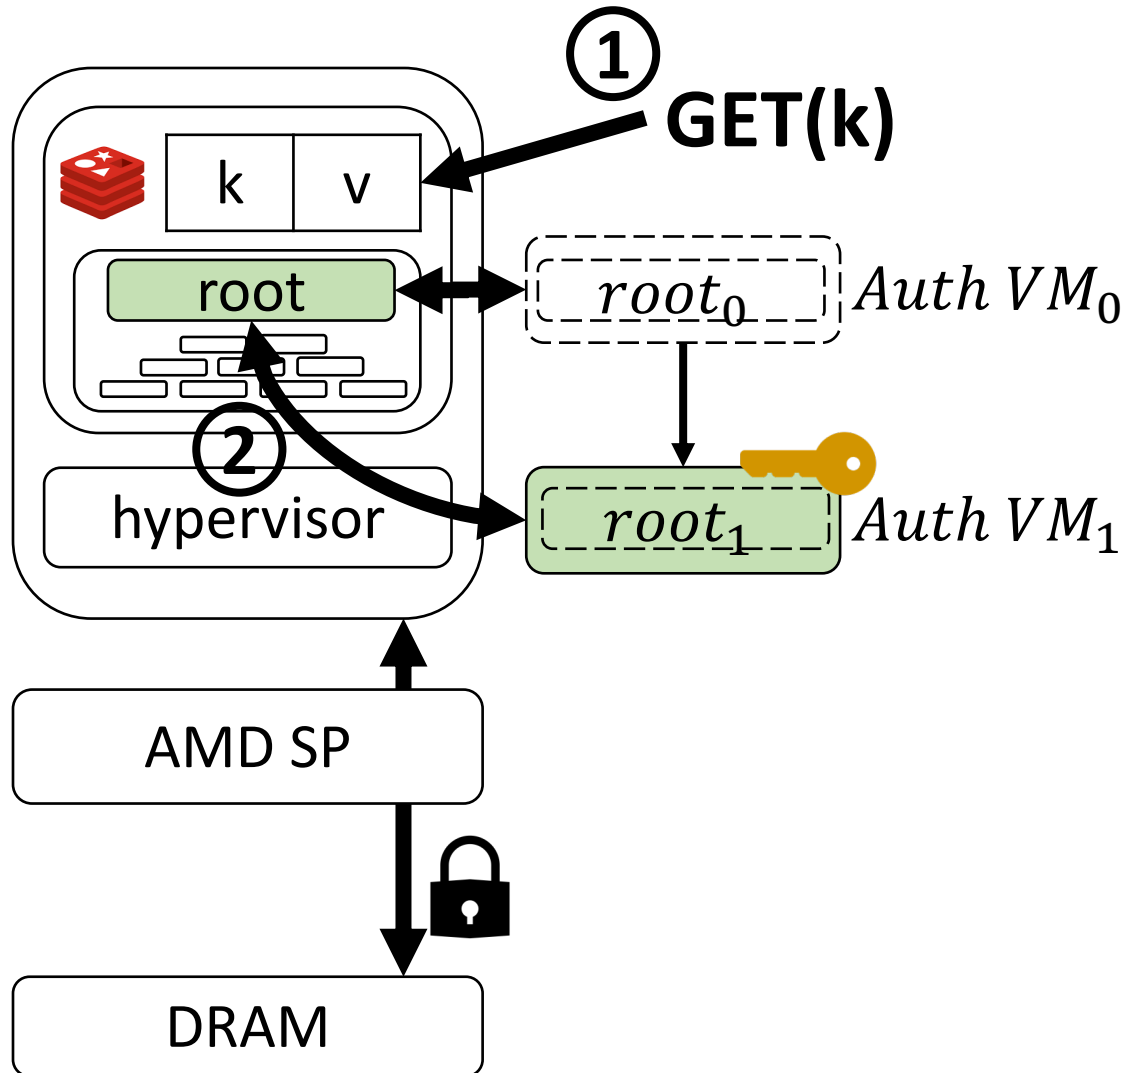 1
GET(k)
k v
root
root₀
Auth VM₀
2
hypervisor
root₁
Auth VM₁
AMD SP
DRAM